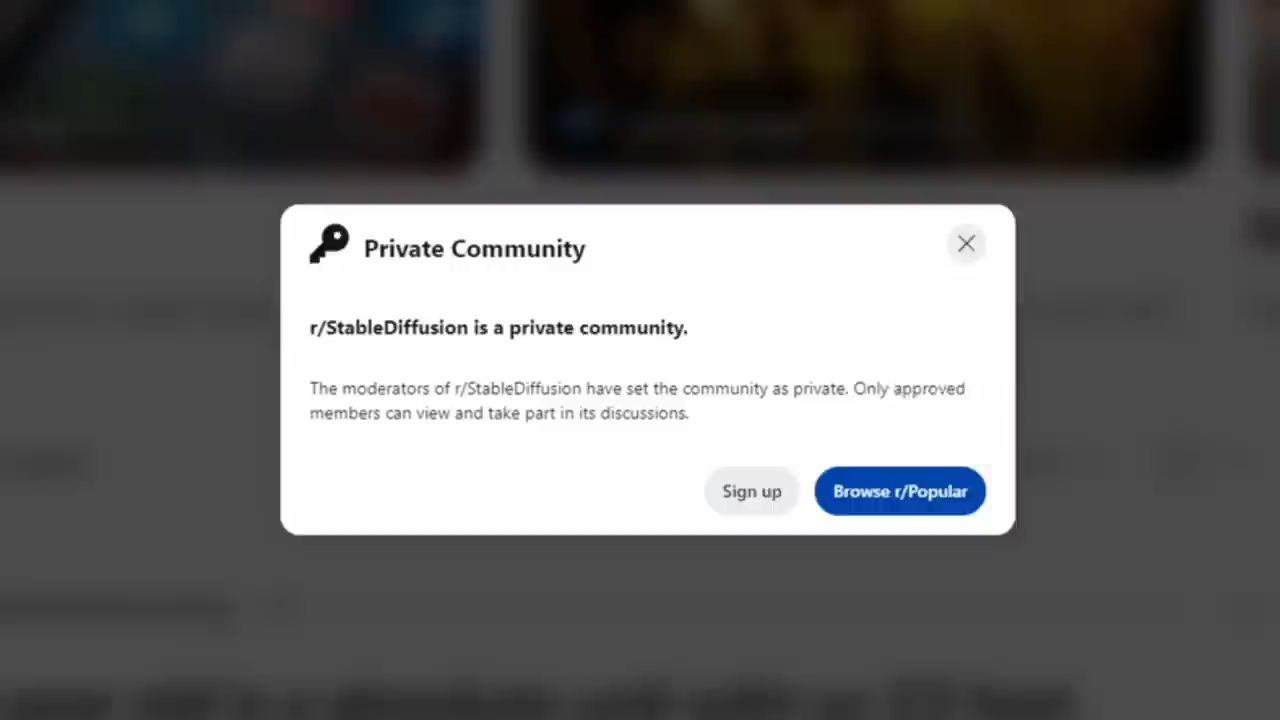 Private Community
r/StableDiffusion is a private community.
The moderators of r/StableDiffusion have set the community as private. Only approved
members can view and take part in its discussions.
Sign up
Browse r/Popular